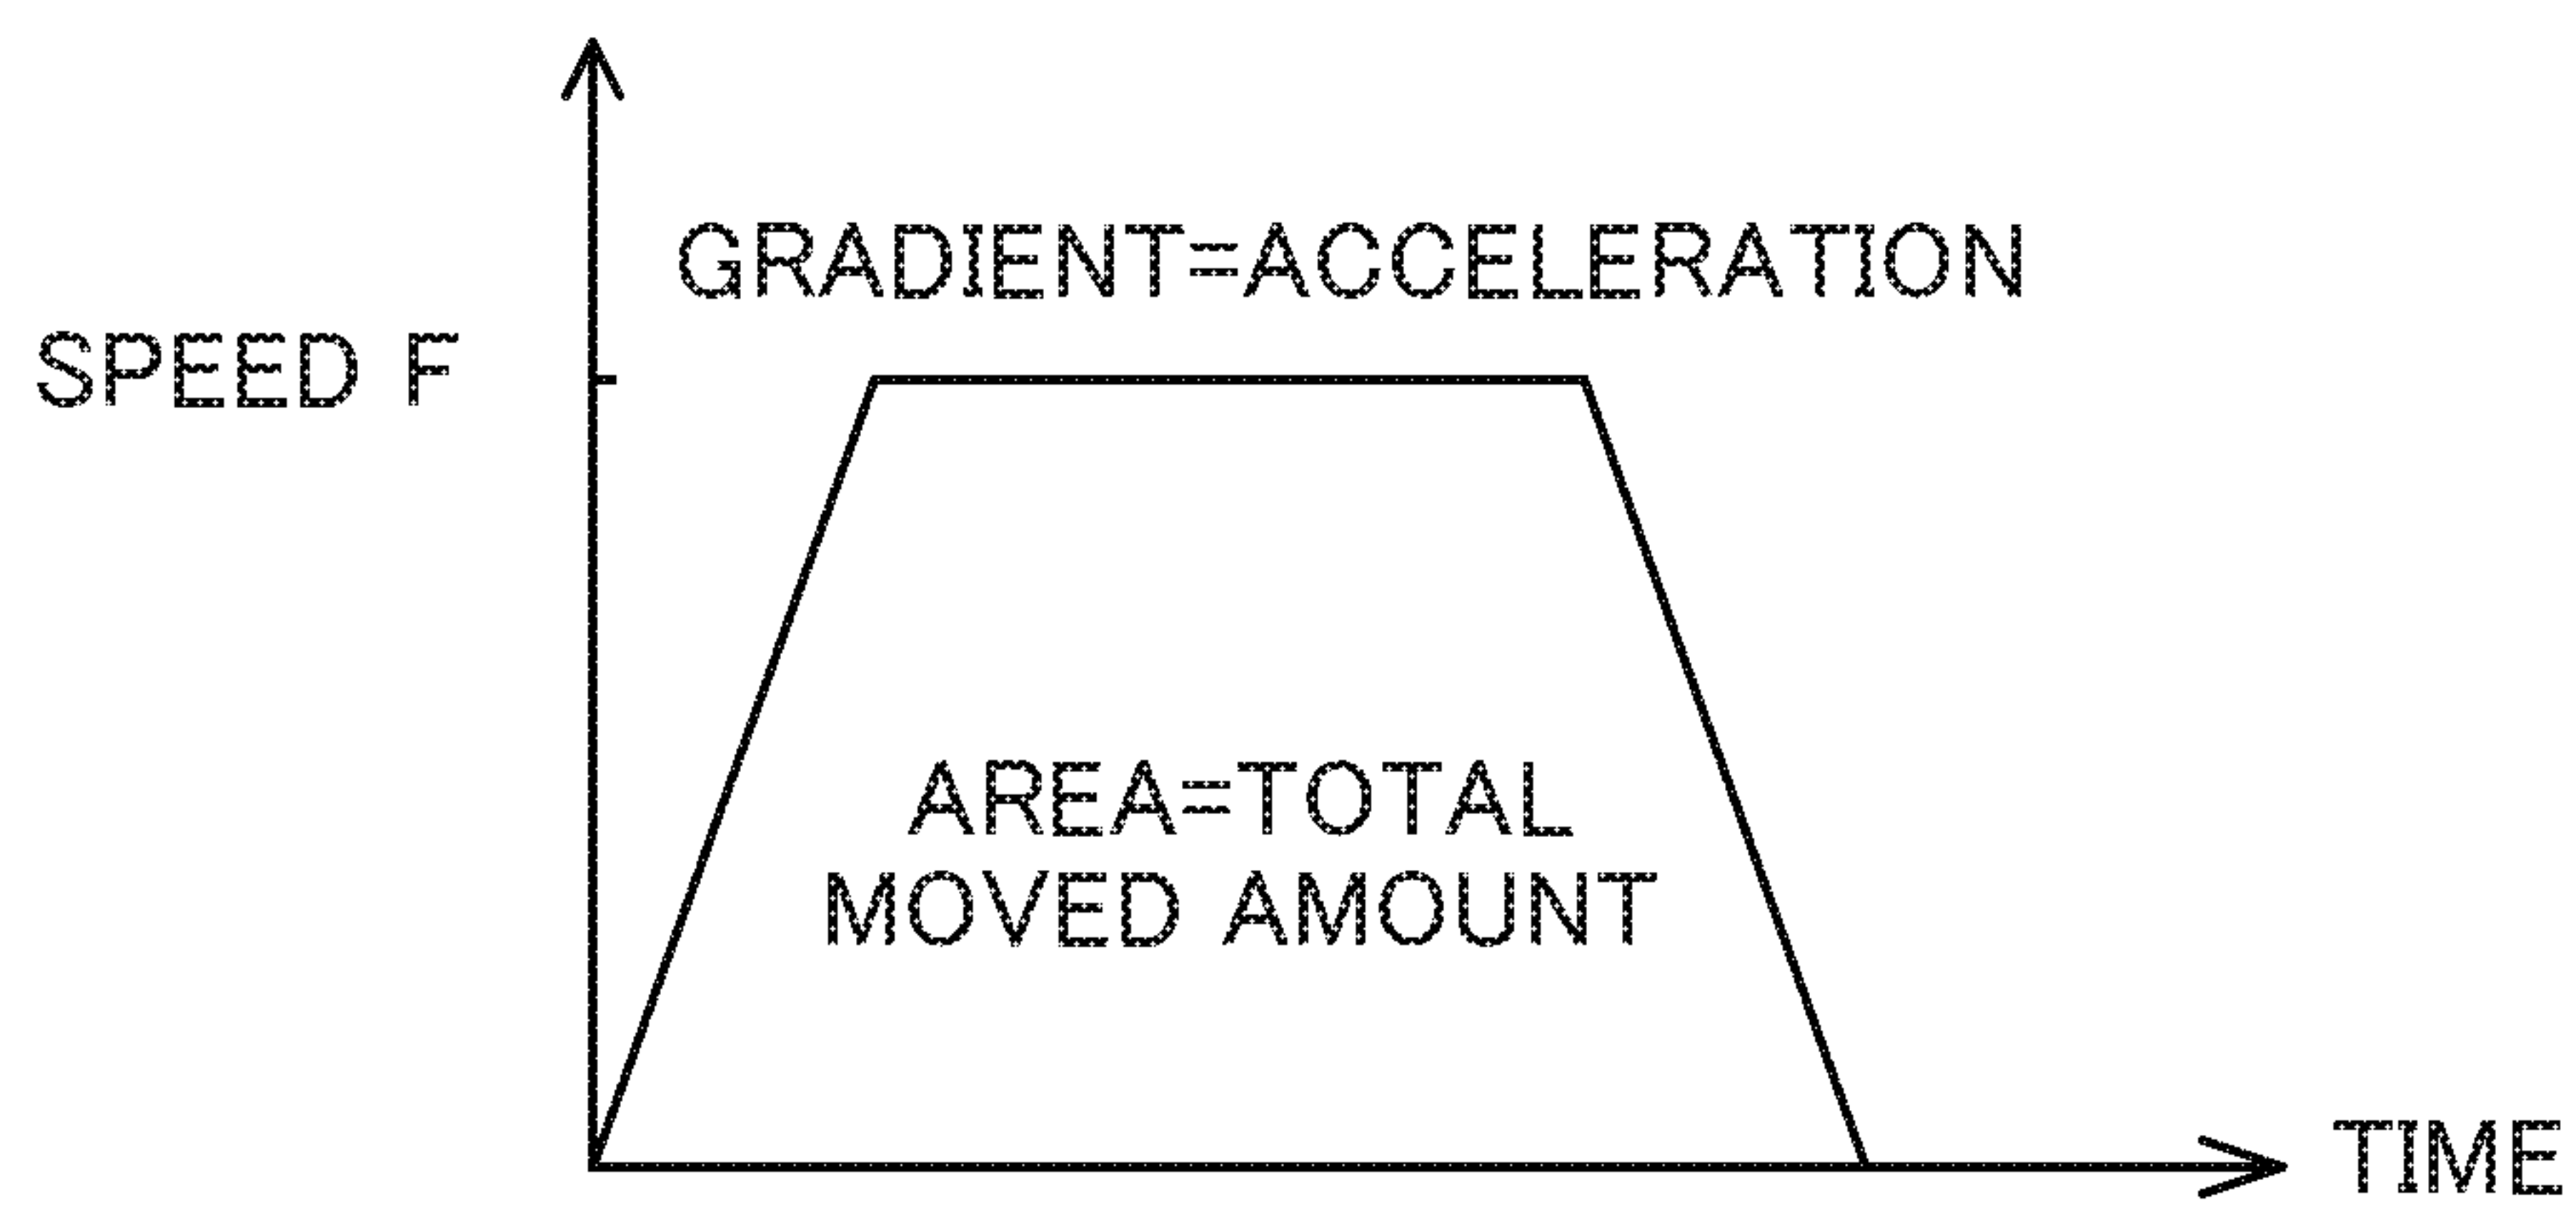 GRADIENT=ACCELERATION
SPEED F
AREA=TOTAL
MOVED AMOUNT
TIME